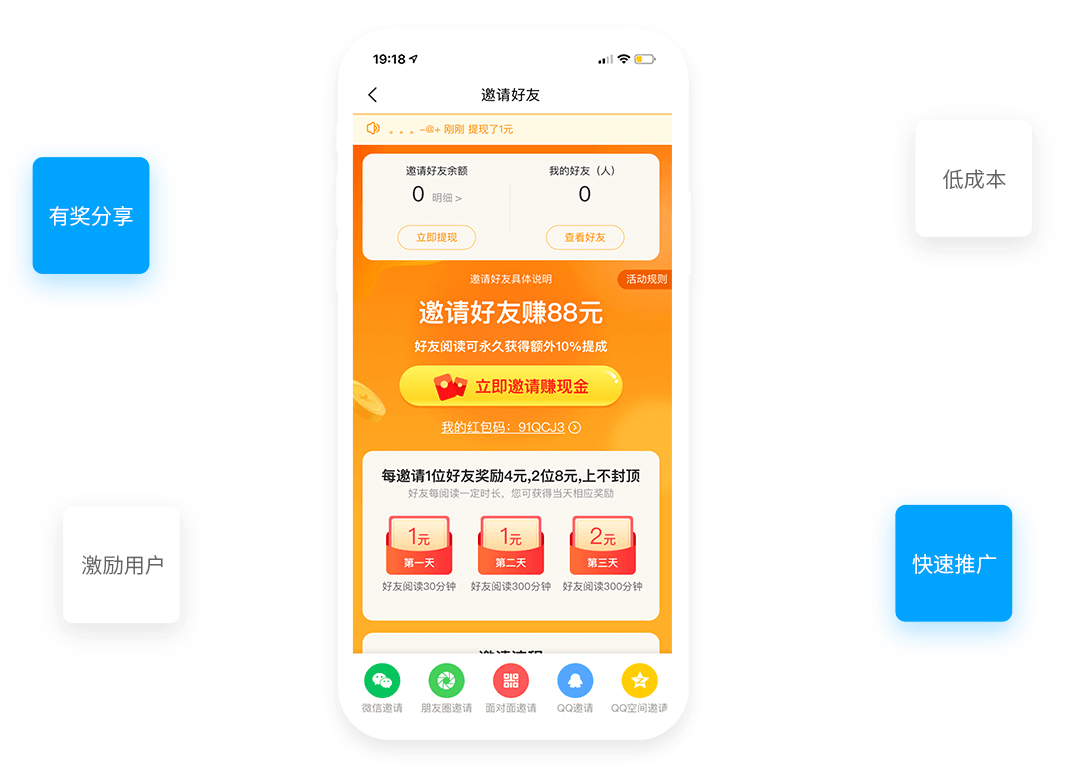 19:18
邀请好友
。。。-@+ 刚刚 提现了1元
有奖分享
低成本
邀请好友余额
我的好友（人）
0 明细 >
0
立即提现
查看好友
邀请好友具体说明
活动规则
邀请好友赚88元
好友阅读可永久获得额外10%提成
立即邀请赚现金
我的红包码：91QCJ3
每邀请1位好友奖励4元,2位8元,上不封顶
好友每阅读一定时长，您可获得当天相应奖励
1元
1元
2元
第一天
第二天
第三天
好友阅读30分钟
好友阅读300分钟
好友阅读300分钟
激励用户
快速推广
邀请流程
微信邀请
朋友圈邀请
面对面邀请
QQ邀请
QQ空间邀请